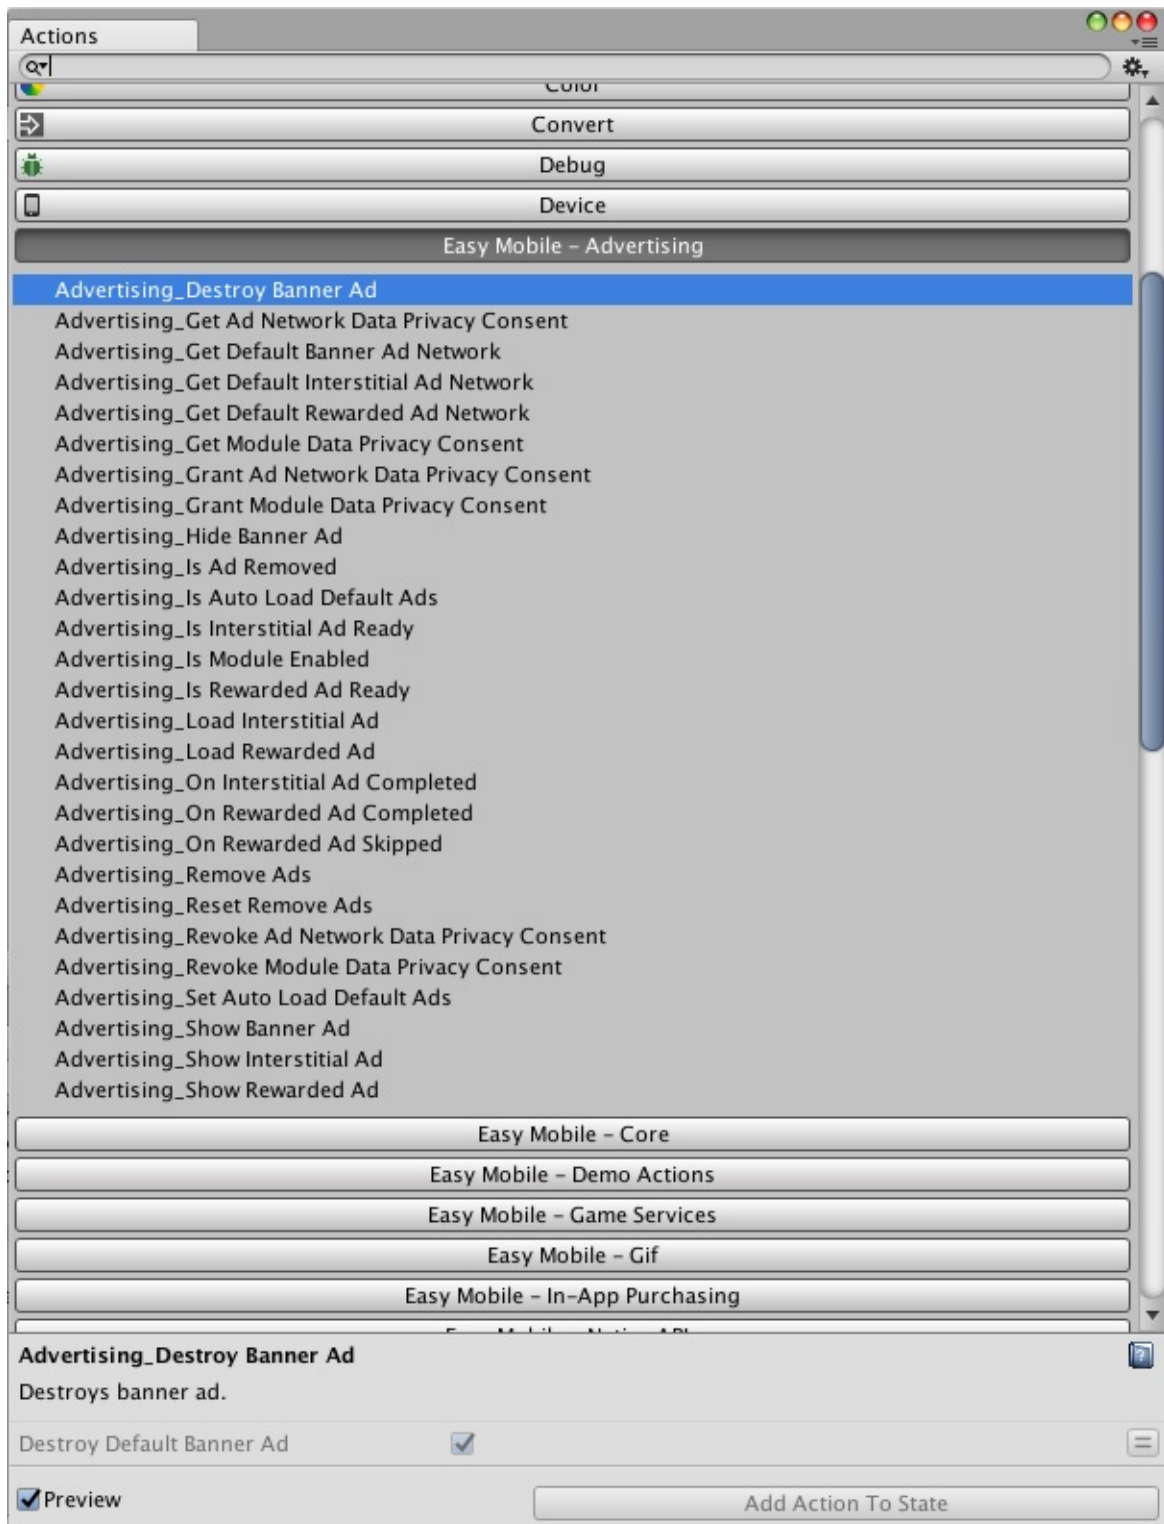 Actions
Color
Convert
Debug
Device
Easy Mobile – Advertising
Advertising_Destroy Banner Ad
Advertising_Get Ad Network Data Privacy Consent
Advertising_Get Default Banner Ad Network
Advertising_Get Default Interstitial Ad Network
Advertising_Get Default Rewarded Ad Network
Advertising_Get Module Data Privacy Consent
Advertising_Grant Ad Network Data Privacy Consent
Advertising_Grant Module Data Privacy Consent
Advertising_Hide Banner Ad
Advertising_Is Ad Removed
Advertising_Is Auto Load Default Ads
Advertising_Is Interstitial Ad Ready
Advertising_Is Module Enabled
Advertising_Is Rewarded Ad Ready
Advertising_Load Interstitial Ad
Advertising_Load Rewarded Ad
Advertising_On Interstitial Ad Completed
Advertising_On Rewarded Ad Completed
Advertising_On Rewarded Ad Skipped
Advertising_Remove Ads
Advertising_Reset Remove Ads
Advertising_Revoke Ad Network Data Privacy Consent
Advertising_Revoke Module Data Privacy Consent
Advertising_Set Auto Load Default Ads
Advertising_Show Banner Ad
Advertising_Show Interstitial Ad
Advertising_Show Rewarded Ad
Easy Mobile – Core
Easy Mobile – Demo Actions
Easy Mobile – Game Services
Easy Mobile – Gif
Easy Mobile – In-App Purchasing
Advertising_Destroy Banner Ad
Destroys banner ad.
Destroy Default Banner Ad
Preview
Add Action To State